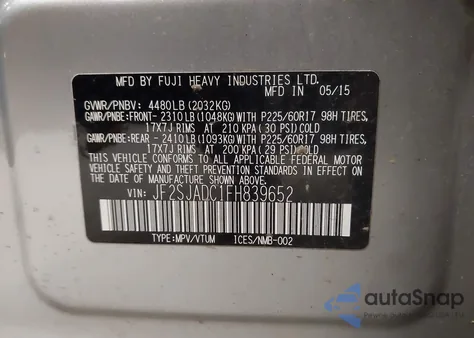 MFD BY FUJI HEAVY INDUSTRIES LTD. IN 05/15
GVWR/PNBV: 4480LB (2032KG)
GAWR/PNBE: FRONT- 2310LB (1048KG) WITH P225/60R17 98H TIRES,
17X7J RIMS AT 210 KPA (30 PSI) COLD
GAWR/PNBE: REAR - 2410LB (1093KG) WITH P225/60R17 98H TIRES,
17X7J RIMS AT 200 KPA (29 PSI) COLD
THIS VEHICLE CONFORMS TO ALL APPLICABLE FEDERAL MOTOR
VEHICLE SAFETY AND THEFT PREVENTION STANDARDS IN
EFFECT ON THE DATE OF MANUFACTURE SHOWN ABOVE.
VIN: JF2SJADC1FH839652
TYPE:MPV/VTUM ICES/NMB-002
autoSnap